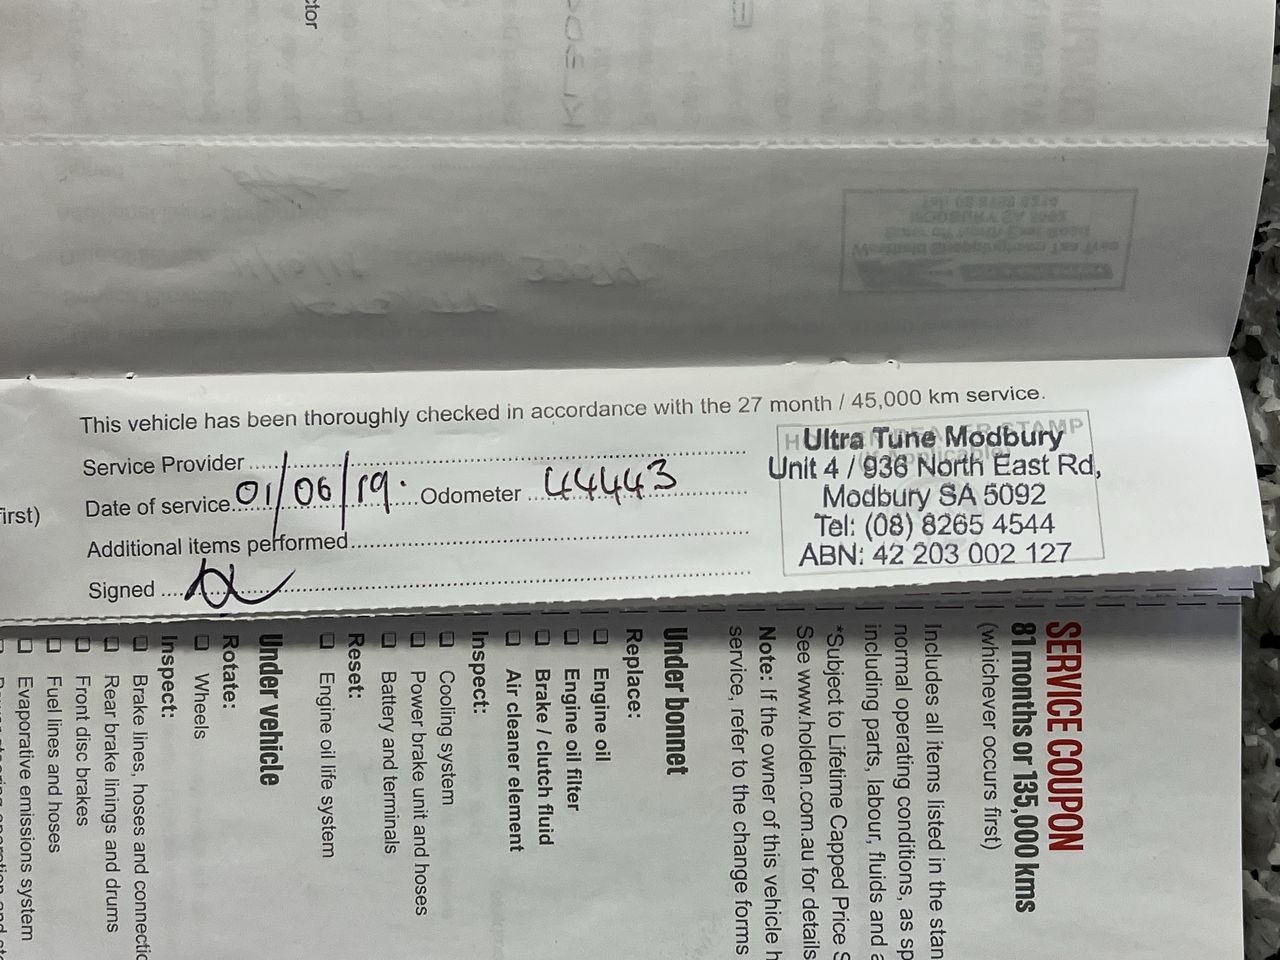 ctor
This vehicle has been thoroughly checked in accordance with the 27 month / 45,000 km service.
Service Provider
Date of service 01/06/19. Odometer 44443
Additional items performed
Signed
Ultra Tune Modbury
Unit 4 / 936 North East Rd,
Modbury SA 5092
Tel: (08) 8265 4544
ABN: 42 203 002 127
irst)
SERVICE COUPON
81 months or 135,000 kms
(whichever occurs first)
Includes all items listed in the stan
normal operating conditions, as sp
including parts, labour, fluids and a
*Subject to Lifetime Capped Price S
See www.holden.com.au for details
Note: If the owner of this vehicle h
service, refer to the change forms
Under bonnet
Replace:
Engine oil
Engine oil filter
Brake / clutch fluid
Air cleaner element
Inspect:
Cooling system
Power brake unit and hoses
Battery and terminals
Reset:
Engine oil life system
Under vehicle
Rotate:
Wheels
Inspect:
Brake lines, hoses and connectio
Rear brake linings and drums
Front disc brakes
Fuel lines and hoses
Evaporative emissions system